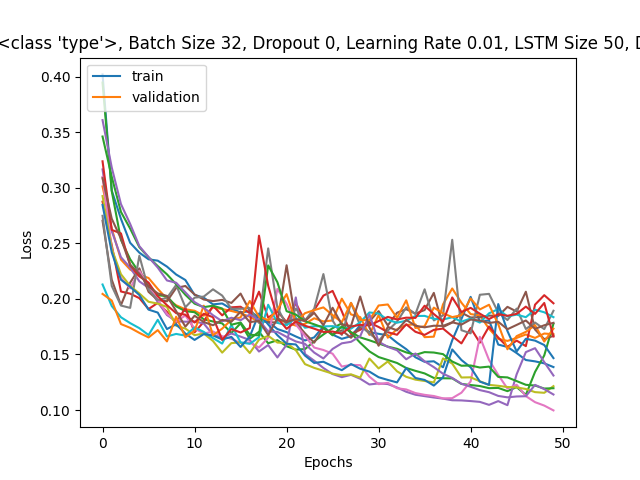 <class 'type'>, Batch Size 32, Dropout 0, Learning Rate 0.01, LSTM Size 50, D
train
validation
0.40
0.35
0.30
0.25
0.20
0.15
0.10
Loss
0 10 20 30 40 50
Epochs